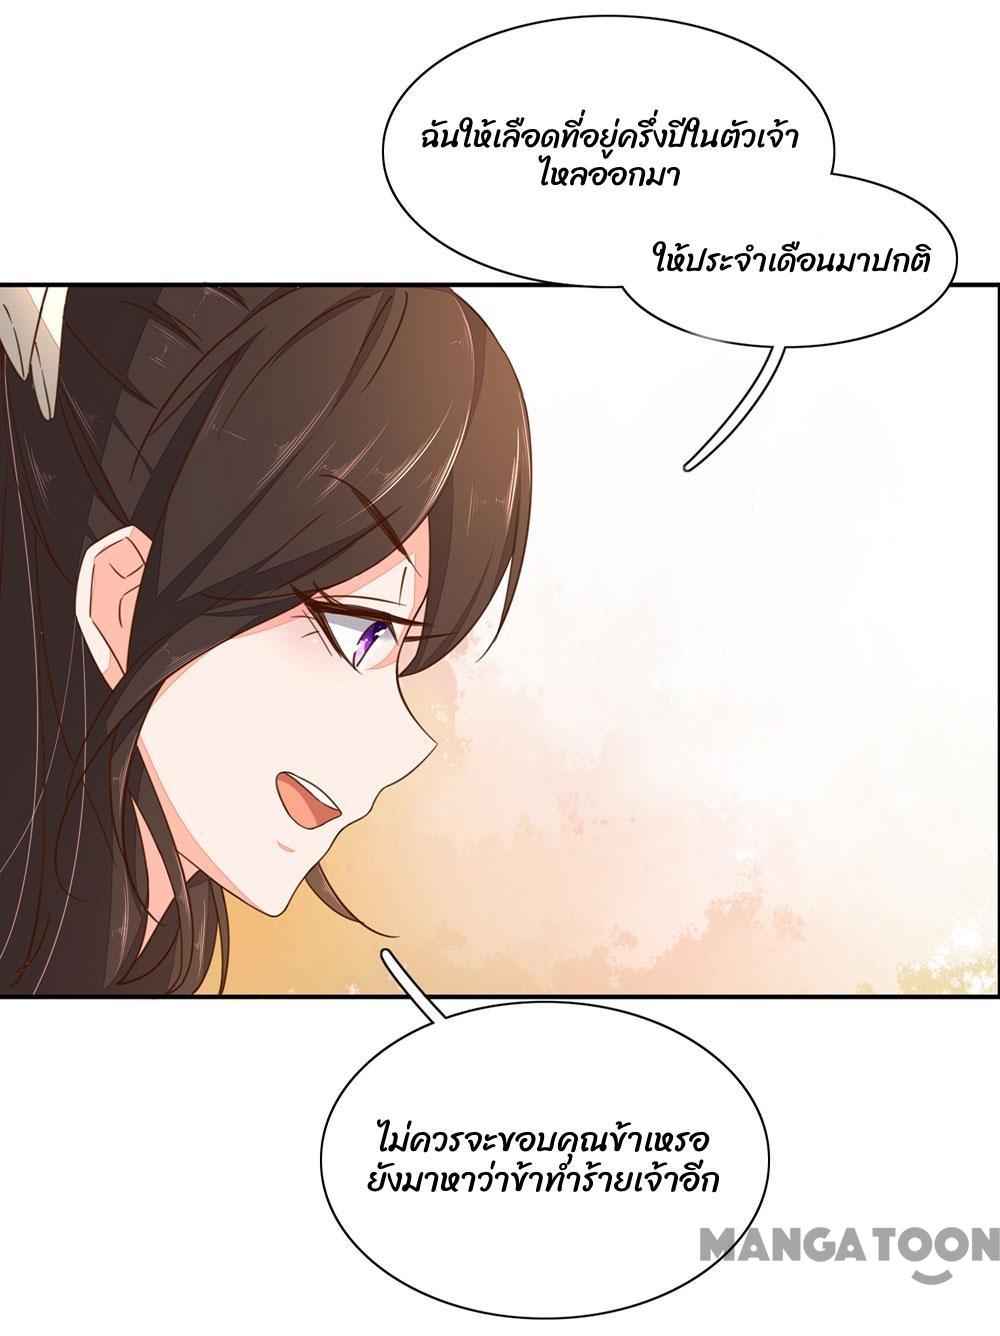 ฉันให้เลือดที่อยู่ครึ่งปีในตัวเจ้า
ไหลออกมา
ให้ประจำเดือนมาปกติ
ไม่ควรจะขอบคุณข้าเหรอ
ยังมาหาว่าข้าทำร้ายเจ้าอีก
MANGATOON